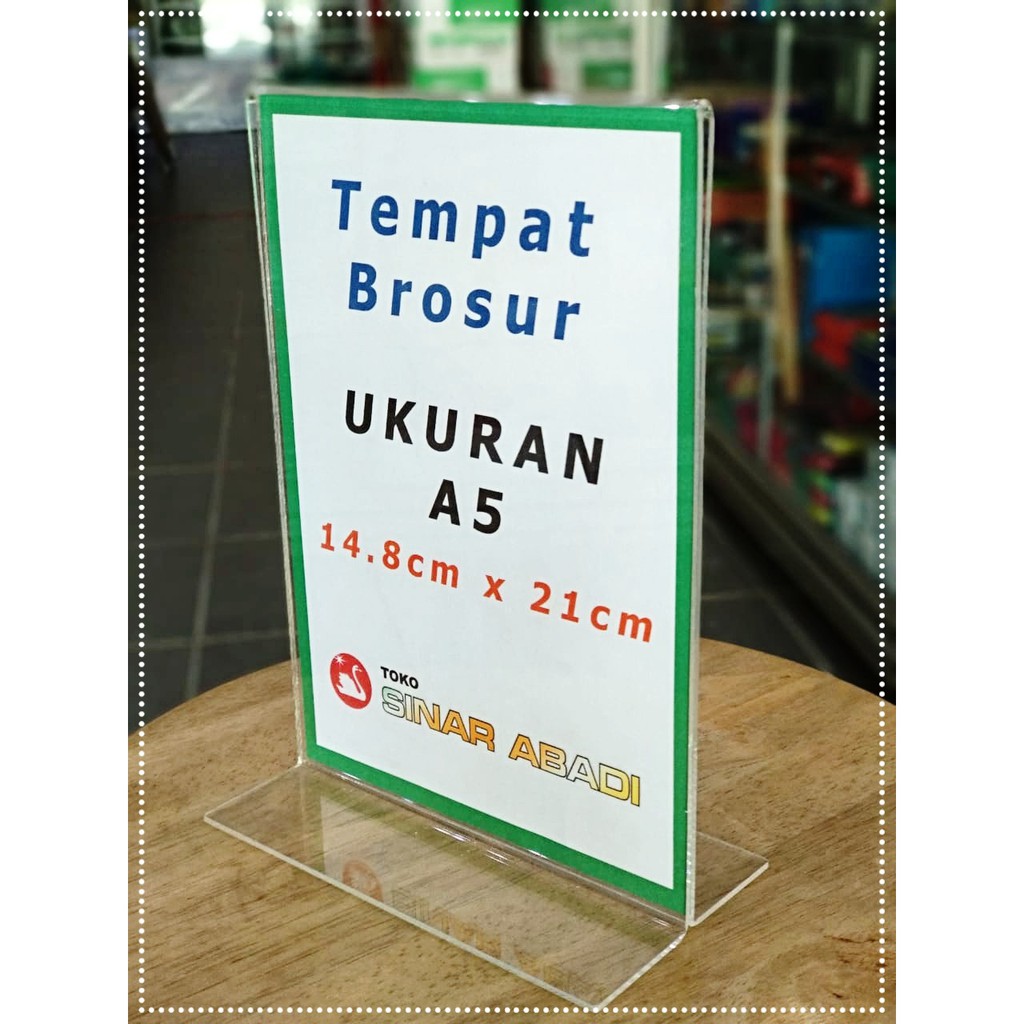 Tempat
Brosur
UKURAN
A5
14.8cm x 21cm
TOKO
SINAR ABADI